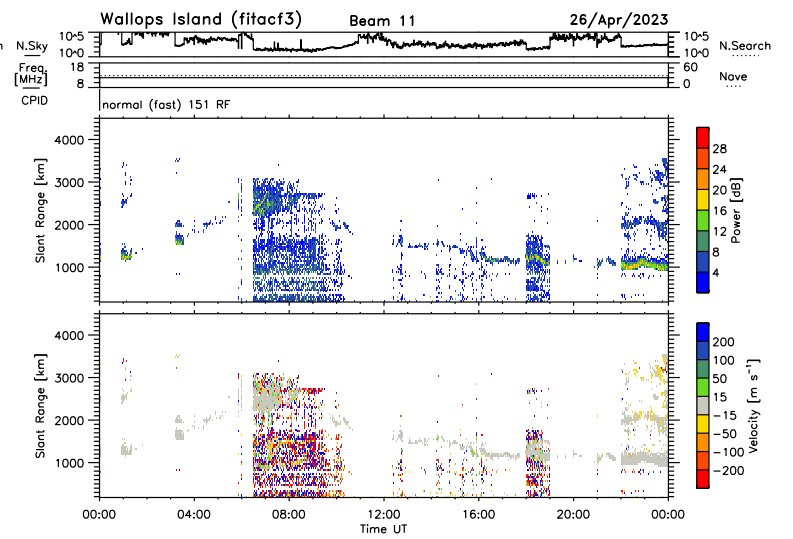 Wallops Island (fitacf3) Beam 11 26/Apr/2023
n N.Sky 10^5 10^0 10^5 10^0 N.Search
Freq. [MHz] 18 8 60 0 Nave
CPID normal (fast) 151 RF
Slant Range [km]
4000
3000
2000
1000
28
24
20
16
12
8
4
Power [dB]
Slant Range [km]
4000
3000
2000
1000
200
100
50
15
-15
-50
-100
-200
Velocity [m s⁻¹]
00:00 04:00 08:00 12:00 16:00 20:00 00:00
Time UT